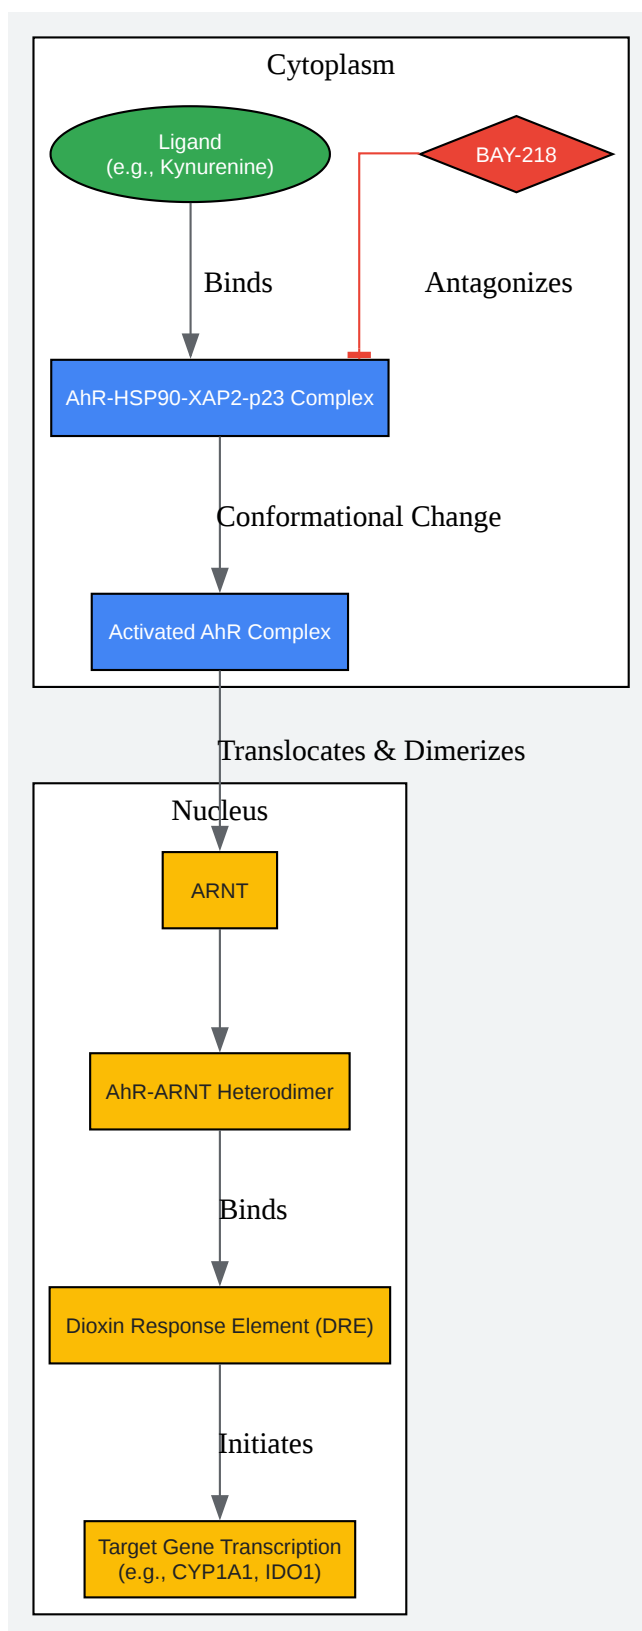 Cytoplasm
Ligand
(e.g., Kynurenine)
BAY-218
Binds
Antagonizes
AhR-HSP90-XAP2-p23 Complex
Conformational Change
Activated AhR Complex
Translocates & Dimerizes
Nucleus
ARNT
AhR-ARNT Heterodimer
Binds
Dioxin Response Element (DRE)
Initiates
Target Gene Transcription
(e.g., CYP1A1, IDO1)